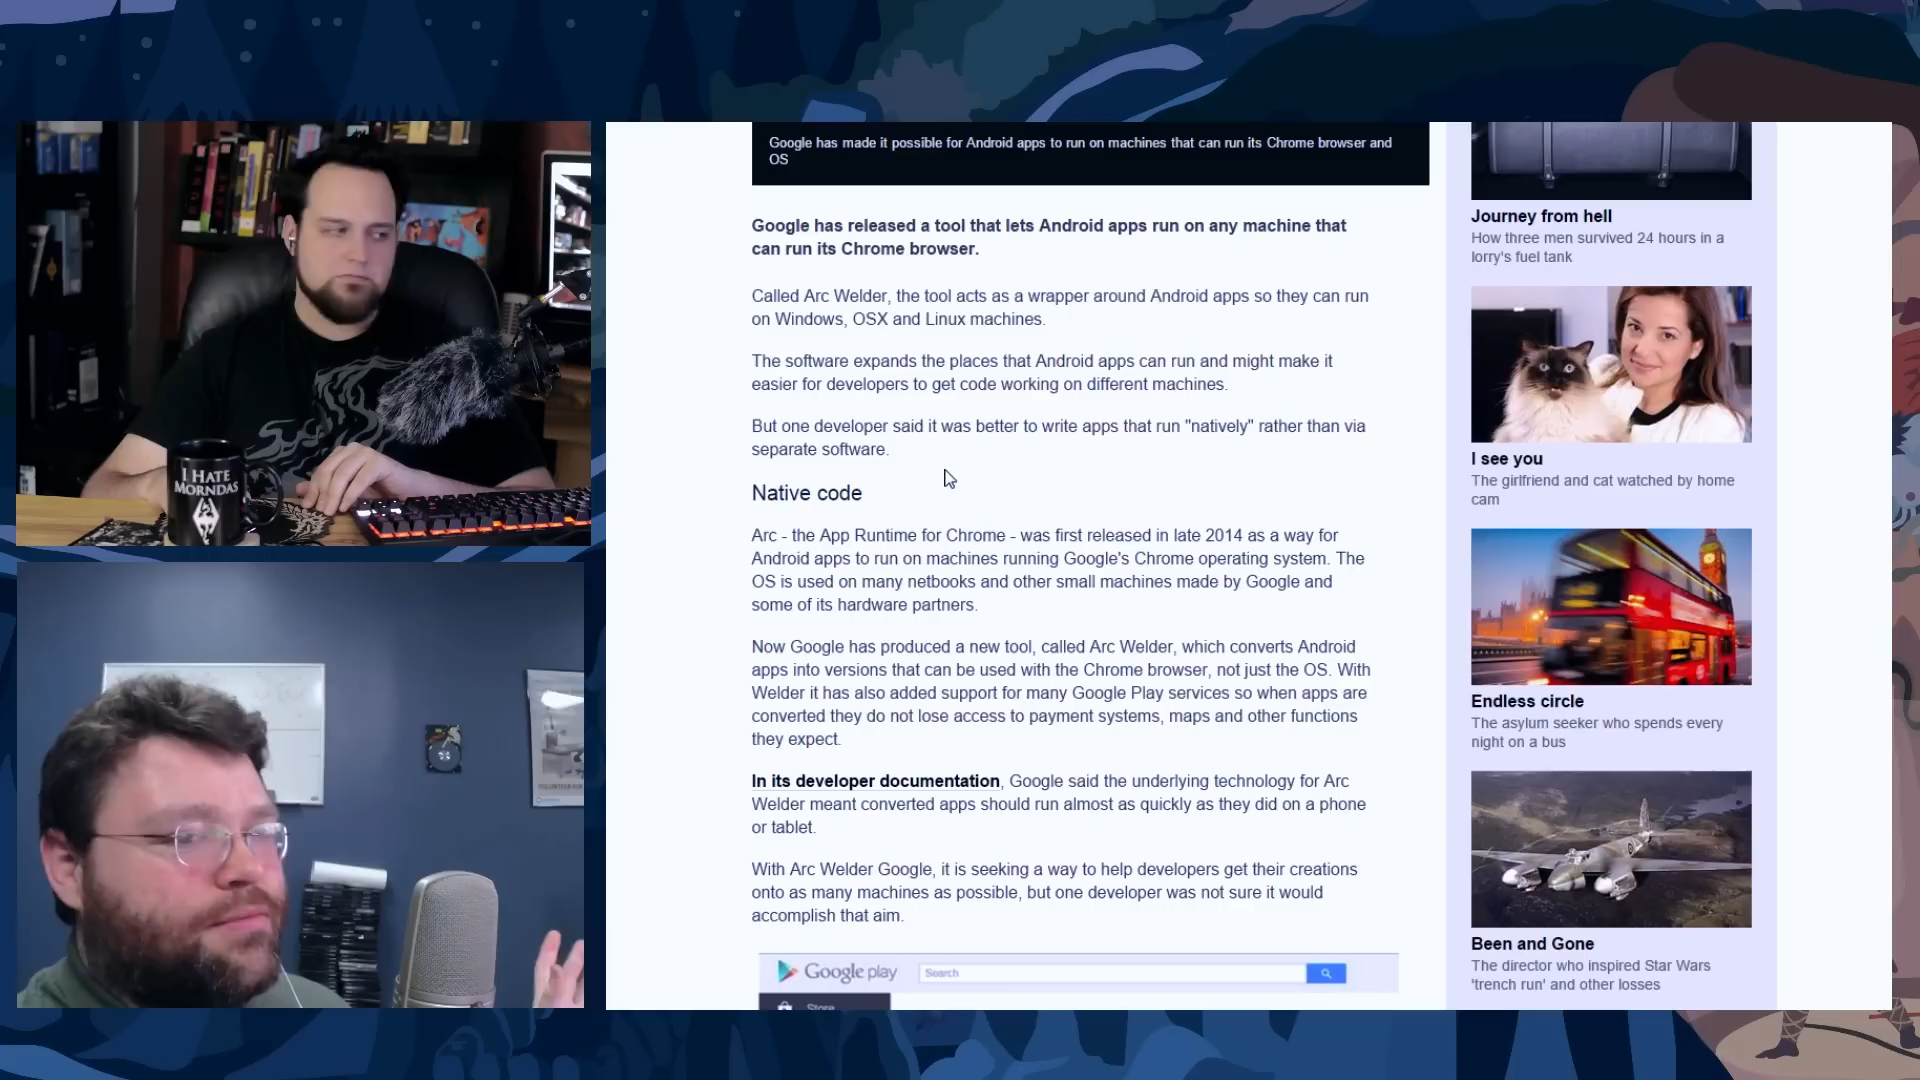 I HATE
MORNDAS
Google has made it possible for Android apps to run on machines that can run its Chrome browser and
OS
Google has released a tool that lets Android apps run on any machine that
can run its Chrome browser.
Called Arc Welder, the tool acts as a wrapper around Android apps so they can run
on Windows, OSX and Linux machines.
The software expands the places that Android apps can run and might make it
easier for developers to get code working on different machines.
But one developer said it was better to write apps that run "natively" rather than via
separate software.
Native code
Arc - the App Runtime for Chrome - was first released in late 2014 as a way for
Android apps to run on machines running Google's Chrome operating system. The
OS is used on many netbooks and other small machines made by Google and
some of its hardware partners.
Now Google has produced a new tool, called Arc Welder, which converts Android
apps into versions that can be used with the Chrome browser, not just the OS. With
Welder it has also added support for many Google Play services so when apps are
converted they do not lose access to payment systems, maps and other functions
they expect.
In its developer documentation, Google said the underlying technology for Arc
Welder meant converted apps should run almost as quickly as they did on a phone
or tablet.
With Arc Welder Google, it is seeking a way to help developers get their creations
onto as many machines as possible, but one developer was not sure it would
accomplish that aim.
Google play
Search
Store
Journey from hell
How three men survived 24 hours in a
lorry's fuel tank
I see you
The girlfriend and cat watched by home
cam
Endless circle
The asylum seeker who spends every
night on a bus
Been and Gone
The director who inspired Star Wars
'trench run' and other losses